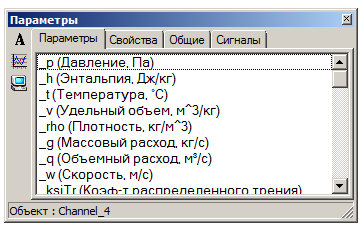 Параметры
Параметры Свойства Общие Сигналы
_p (Давление, Па)
_h (Энтальпия, Дж/кг)
_t (Температура, °C)
_v (Удельный объем, м^3/кг)
_rho (Плотность, кг/м^3)
_g (Массовый расход, кг/с)
_q (Объемный расход, м³/с)
_w (Скорость, м/с)
_ksiTr (Коэф-т распределенного трения)
Объект : Channel_4